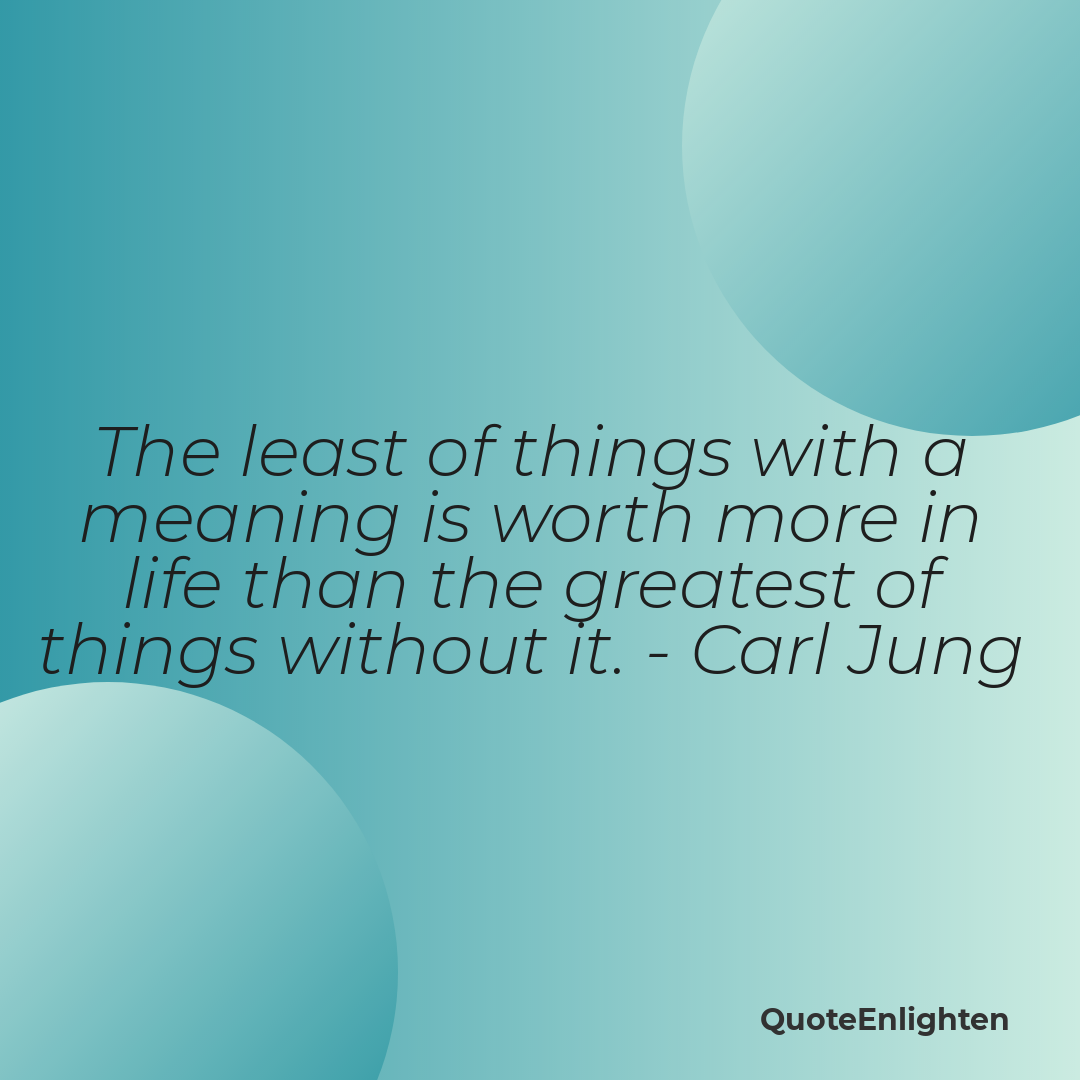 The least of things with a
meaning is worth more in
life than the greatest of
things without it. - Carl Jung
QuoteEnlighten